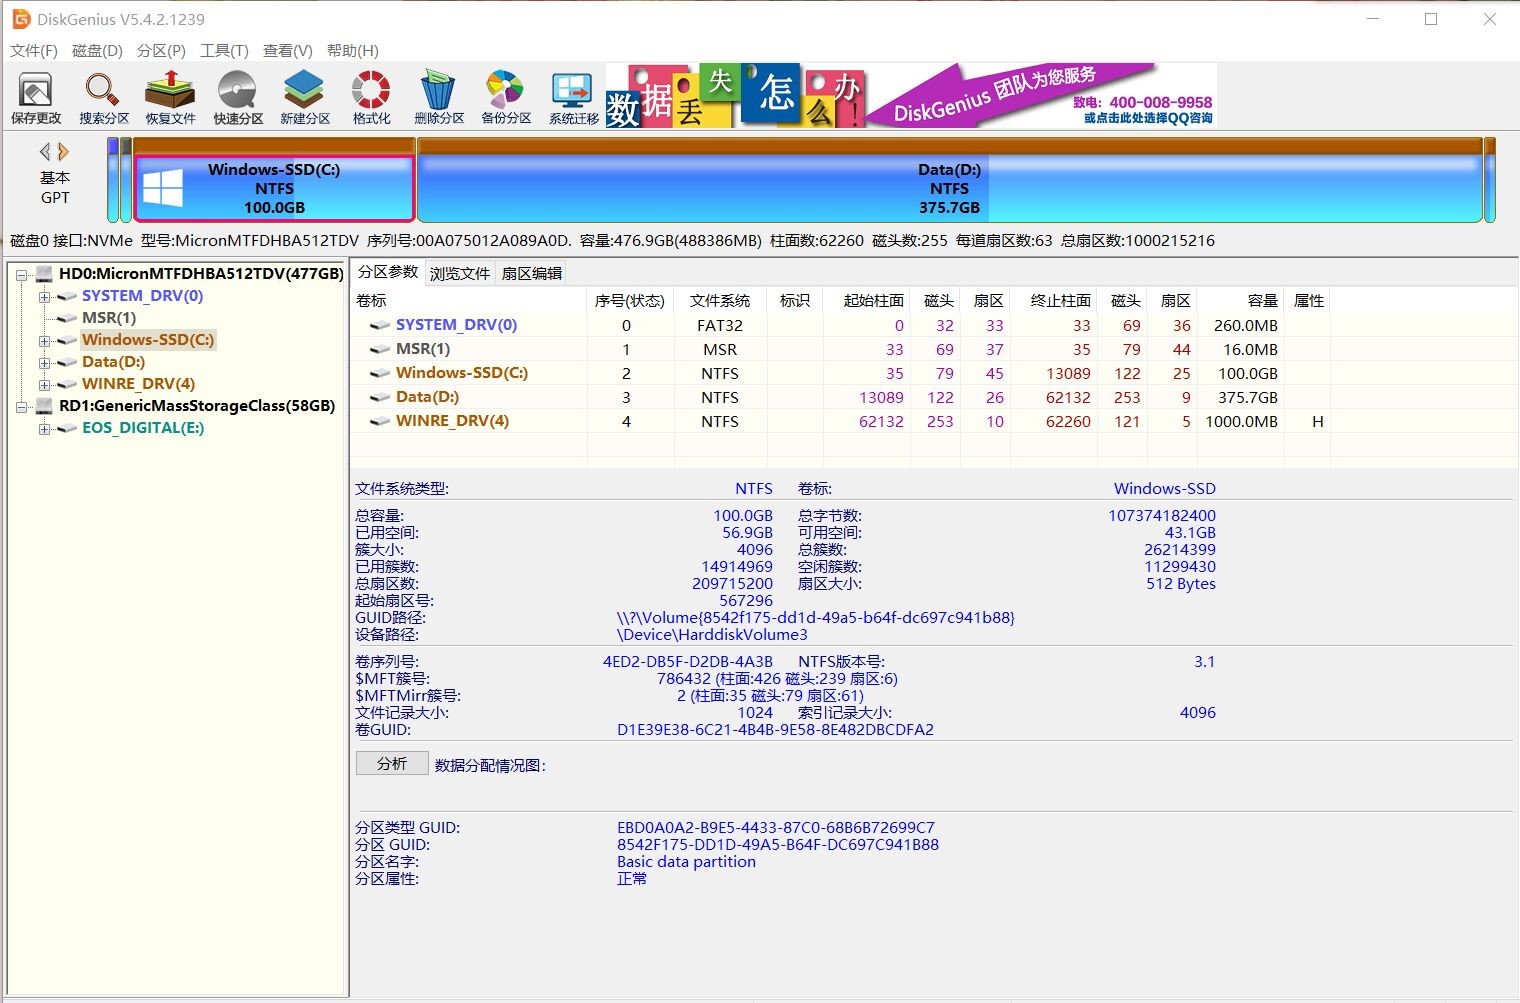 DiskGenius V5.4.2.1239
文件(F) 磁盘(D) 分区(P) 工具(T) 查看(V) 帮助(H)
保存更改 搜索分区 恢复文件 快速分区 新建分区 格式化 删除分区 备份分区 系统迁移
数据丢失怎么办!
DiskGenius 团队为您服务
致电: 400-008-9958
或点击此处选择QQ咨询
基本
GPT
Windows-SSD(C:)
NTFS
100.0GB
Data(D:)
NTFS
375.7GB
磁盘0 接口:NVMe 型号:MicronMTFDHBA512TDV 序列号:00A075012A089A0D. 容量:476.9GB(488386MB) 柱面数:62260 磁头数:255 每道扇区数:63 总扇区数:1000215216
HD0:MicronMTFDHBA512TDV(477GB)
SYSTEM_DRV(0)
MSR(1)
Windows-SSD(C:)
Data(D:)
WINRE_DRV(4)
RD1:GenericMassStorageClass(58GB)
EOS_DIGITAL(E:)
分区参数 浏览文件 扇区编辑
卷标 序号(状态) 文件系统 标识 起始柱面 磁头 扇区 终止柱面 磁头 扇区 容量 属性
SYSTEM_DRV(0) 0 FAT32 0 32 33 33 69 36 260.0MB
MSR(1) 1 MSR 33 69 37 35 79 44 16.0MB
Windows-SSD(C:) 2 NTFS 35 79 45 13089 122 25 100.0GB
Data(D:) 3 NTFS 13089 122 26 62132 253 9 375.7GB
WINRE_DRV(4) 4 NTFS 62132 253 10 62260 121 5 1000.0MB H
文件系统类型: NTFS 卷标: Windows-SSD
总容量: 100.0GB 总字节数: 107374182400
已用空间: 56.9GB 可用空间: 43.1GB
簇大小: 4096 总簇数: 26214399
已用簇数: 14914969 空闲簇数: 11299430
总扇区数: 209715200 扇区大小: 512 Bytes
起始扇区号: 567296
GUID路径: \\?\Volume{8542f175-dd1d-49a5-b64f-dc697c941b88}
设备路径: \Device\HarddiskVolume3
卷序列号: 4ED2-DB5F-D2DB-4A3B NTFS版本号: 3.1
$MFT簇号: 786432 (柱面:426 磁头:239 扇区:6)
$MFTMirr簇号: 2 (柱面:35 磁头:79 扇区:61)
文件记录大小: 1024 索引记录大小: 4096
卷GUID: D1E39E38-6C21-4B4B-9E58-8E482DBCDFA2
分析 数据分配情况图:
分区类型 GUID: EBD0A0A2-B9E5-4433-87C0-68B6B72699C7
分区 GUID: 8542F175-DD1D-49A5-B64F-DC697C941B88
分区名字: Basic data partition
分区属性: 正常